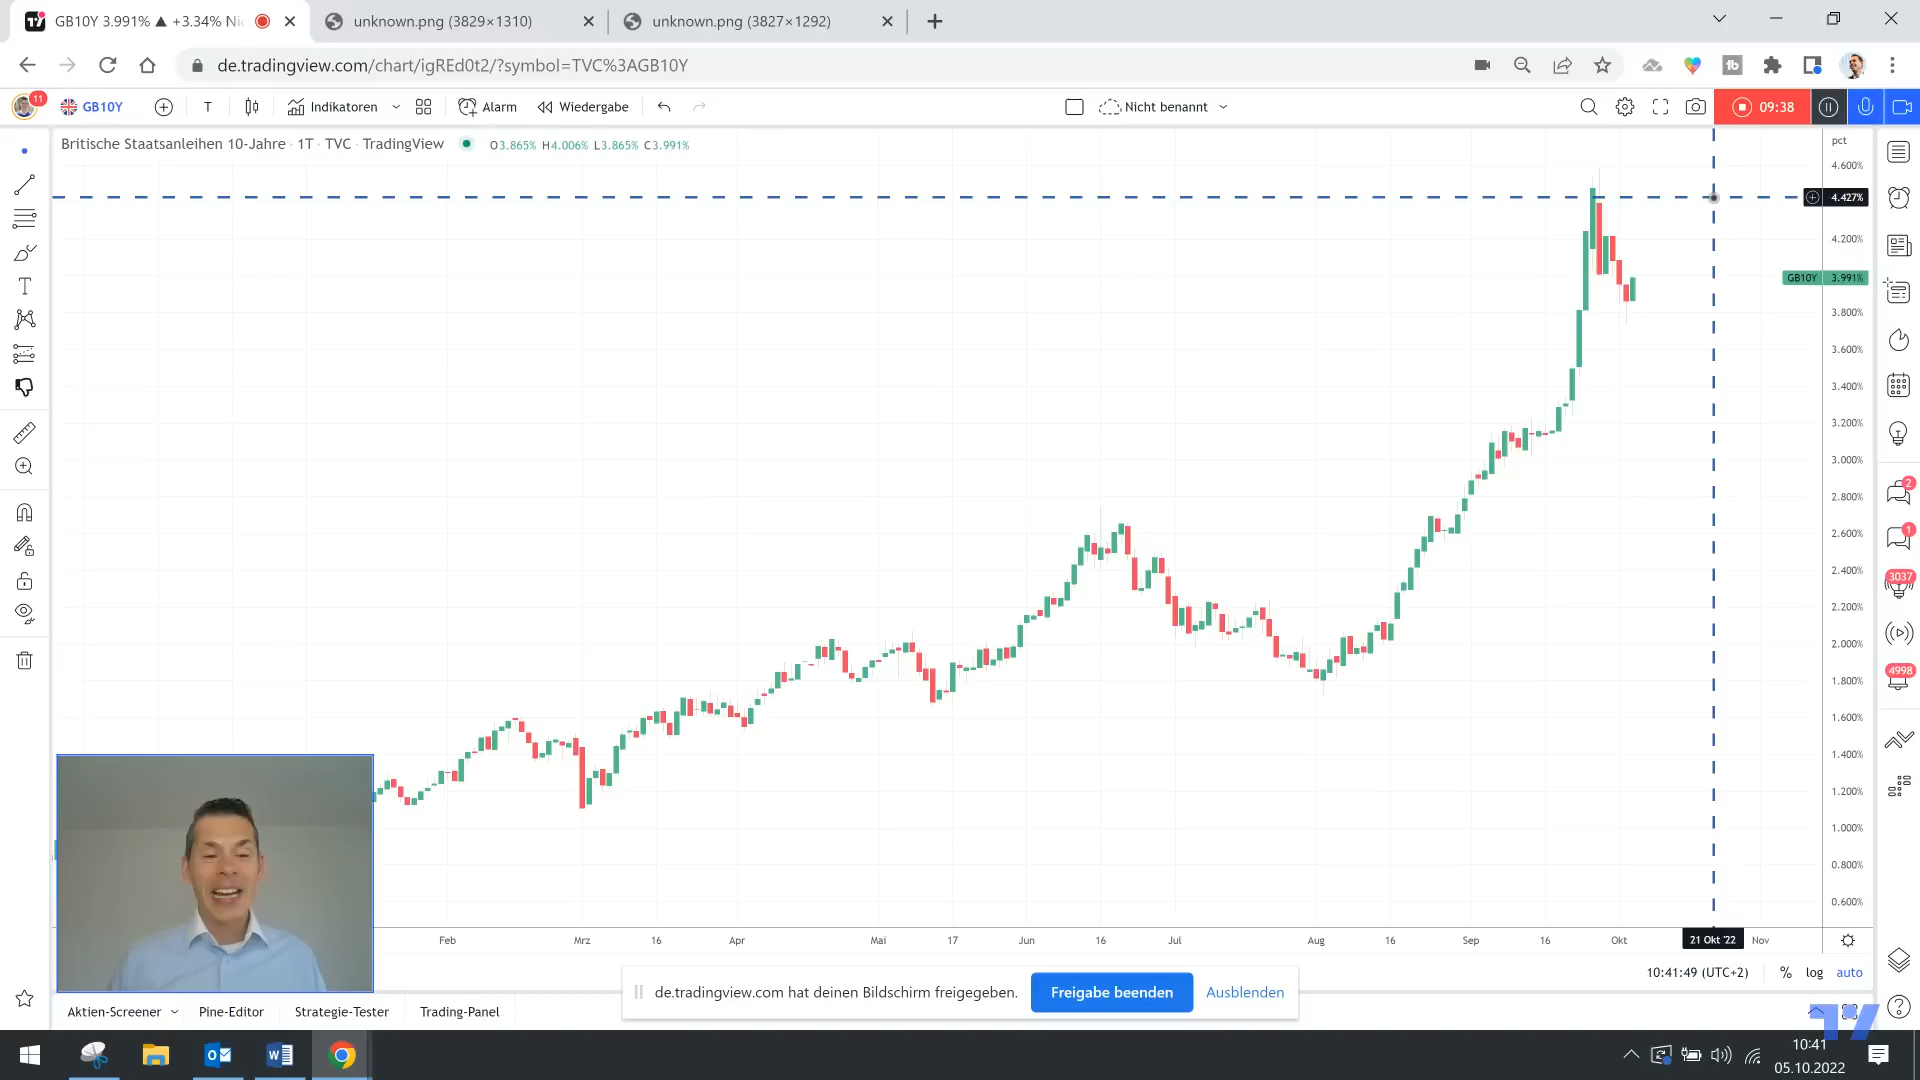 GB10Y 3.991% ▲ +3.34% Ni
unknown.png (3829×1310)
unknown.png (3827×1292)
de.tradingview.com/chart/igREd0t2/?symbol=TVC%3AGB10Y
11
GB10Y
T
Indikatoren
Alarm
Wiedergabe
Nicht benannt
09:38
Britische Staatsanleihen 10-Jahre · 1T · TVC · TradingView
O3.865% H4.006% L3.865% C3.991%
pct
4.600%
4.427%
4.200%
GB10Y 3.991%
3.800%
3.600%
3.400%
3.200%
3.000%
2.800%
2.600%
2.400%
2.200%
2.000%
1.800%
1.600%
1.400%
1.200%
1.000%
0.800%
0.600%
2
1
3037
4998
Feb Mrz 16 Apr Mai 17 Jun 16 Jul Aug 16 Sep 16 Okt 21 Okt '22 Nov
10:41:49 (UTC+2) % log auto
de.tradingview.com hat deinen Bildschirm freigegeben.
Freigabe beenden
Ausblenden
Aktien-Screener
Pine-Editor
Strategie-Tester
Trading-Panel
10:41
05.10.2022